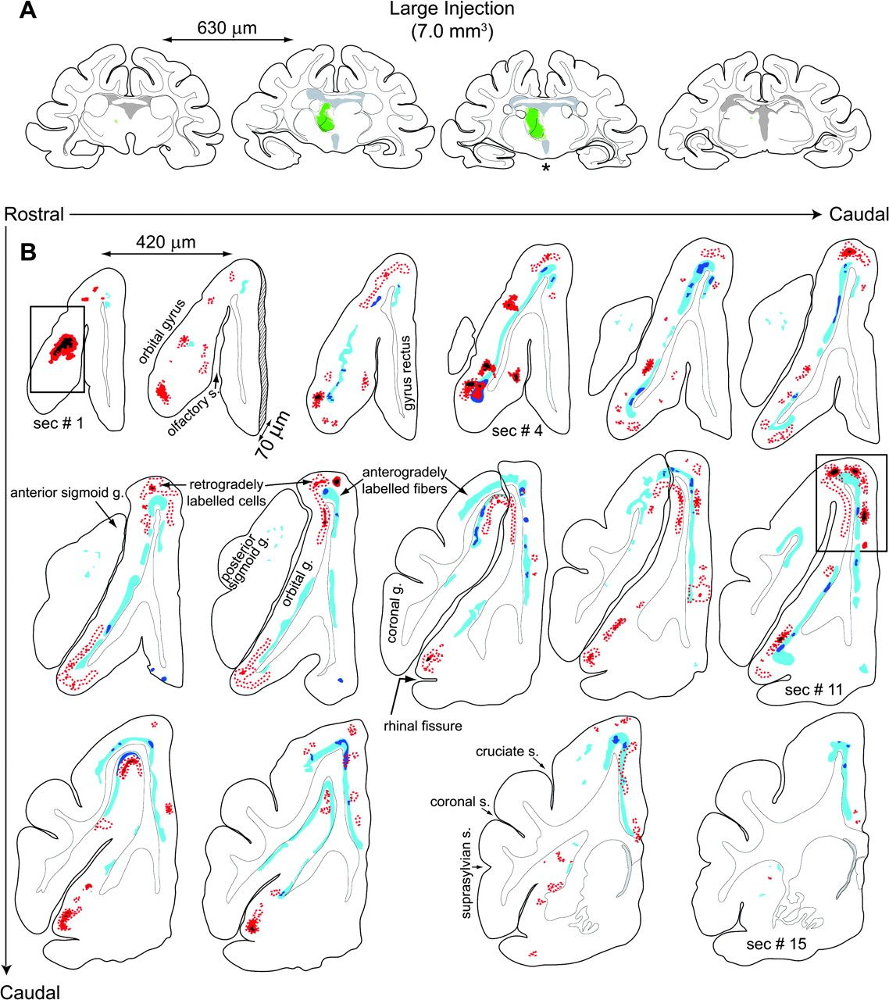 A
Large Injection
(7.0 mm³)
630 µm
*
Rostral
Caudal
B
420 µm
orbital gyrus
olfactory s.
70 µm
gyrus rectus
sec # 1
sec # 4
anterior sigmoid g.
retrogradely
labelled cells
anterogradely
labelled fibers
posterior
sigmoid g.
orbital g.
coronal g.
rhinal fissure
sec # 11
cruciate s.
coronal s.
suprasylvian s.
sec # 15
Caudal